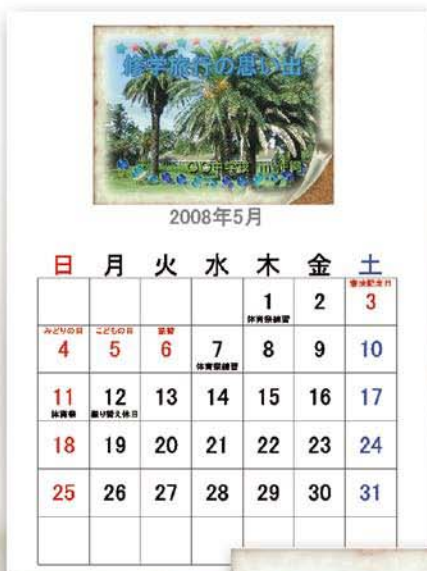 修学旅行の思い出
2008年5月
日 月 火 水 木 金 土
憲法記念日
1 2 3
体育祭練習
みどりの日 こどもの日 振替
4 5 6 7 8 9 10
体育祭練習
11 12 13 14 15 16 17
体育祭 振り替え休日
18 19 20 21 22 23 24
25 26 27 28 29 30 31